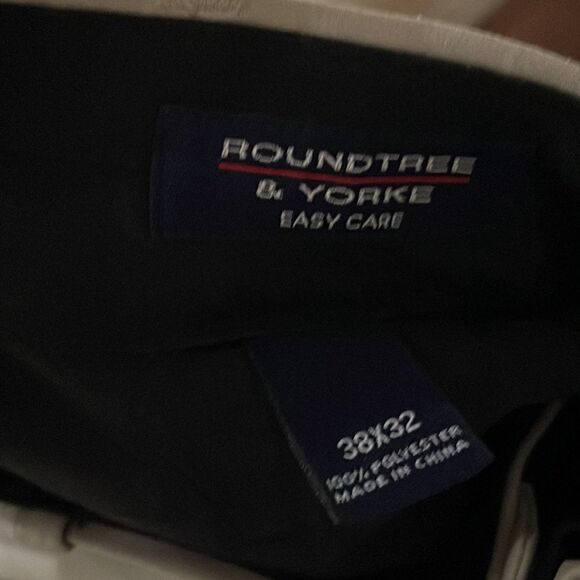 ROUNDTREE
& YORKE
EASY CARE
38X32
100% POLYESTER
MADE IN CHINA